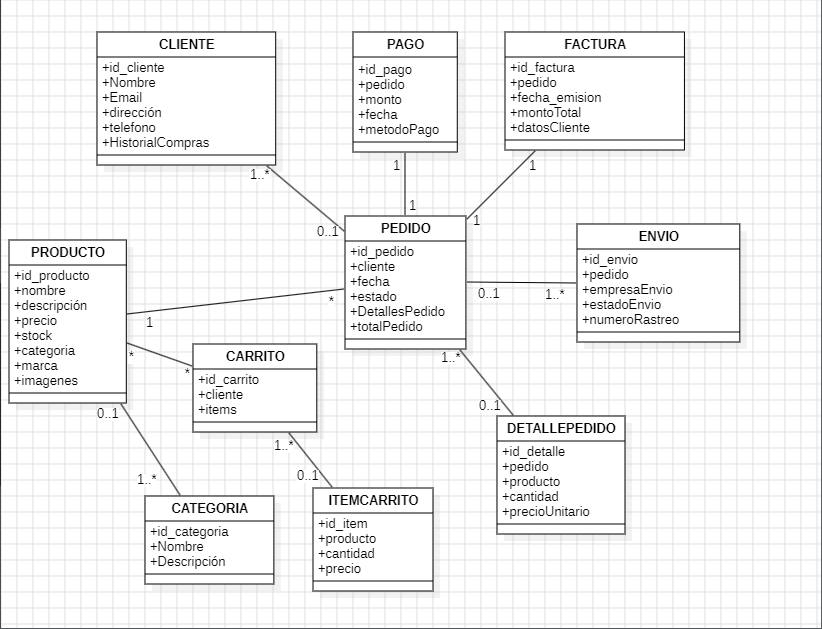 CLIENTE
+id_cliente
+Nombre
+Email
+dirección
+telefono
+HistorialCompras
PAGO
+id_pago
+pedido
+monto
+fecha
+metodoPago
FACTURA
+id_factura
+pedido
+fecha_emision
+montoTotal
+datosCliente
1..*
0..1
1
1
1
1
PRODUCTO
+id_producto
+nombre
+descripción
+precio
+stock
+categoria
+marca
+imagenes
PEDIDO
+id_pedido
+cliente
+fecha
+estado
+DetallesPedido
+totalPedido
ENVIO
+id_envio
+pedido
+empresaEnvio
+estadoEnvio
+numeroRastreo
0..1
1..*
1
*
*
*
CARRITO
+id_carrito
+cliente
+items
1..*
0..1
0..1
1..*
1..*
0..1
DETALLEPEDIDO
+id_detalle
+pedido
+producto
+cantidad
+precioUnitario
CATEGORIA
+id_categoria
+Nombre
+Descripción
ITEMCARRITO
+id_item
+producto
+cantidad
+precio